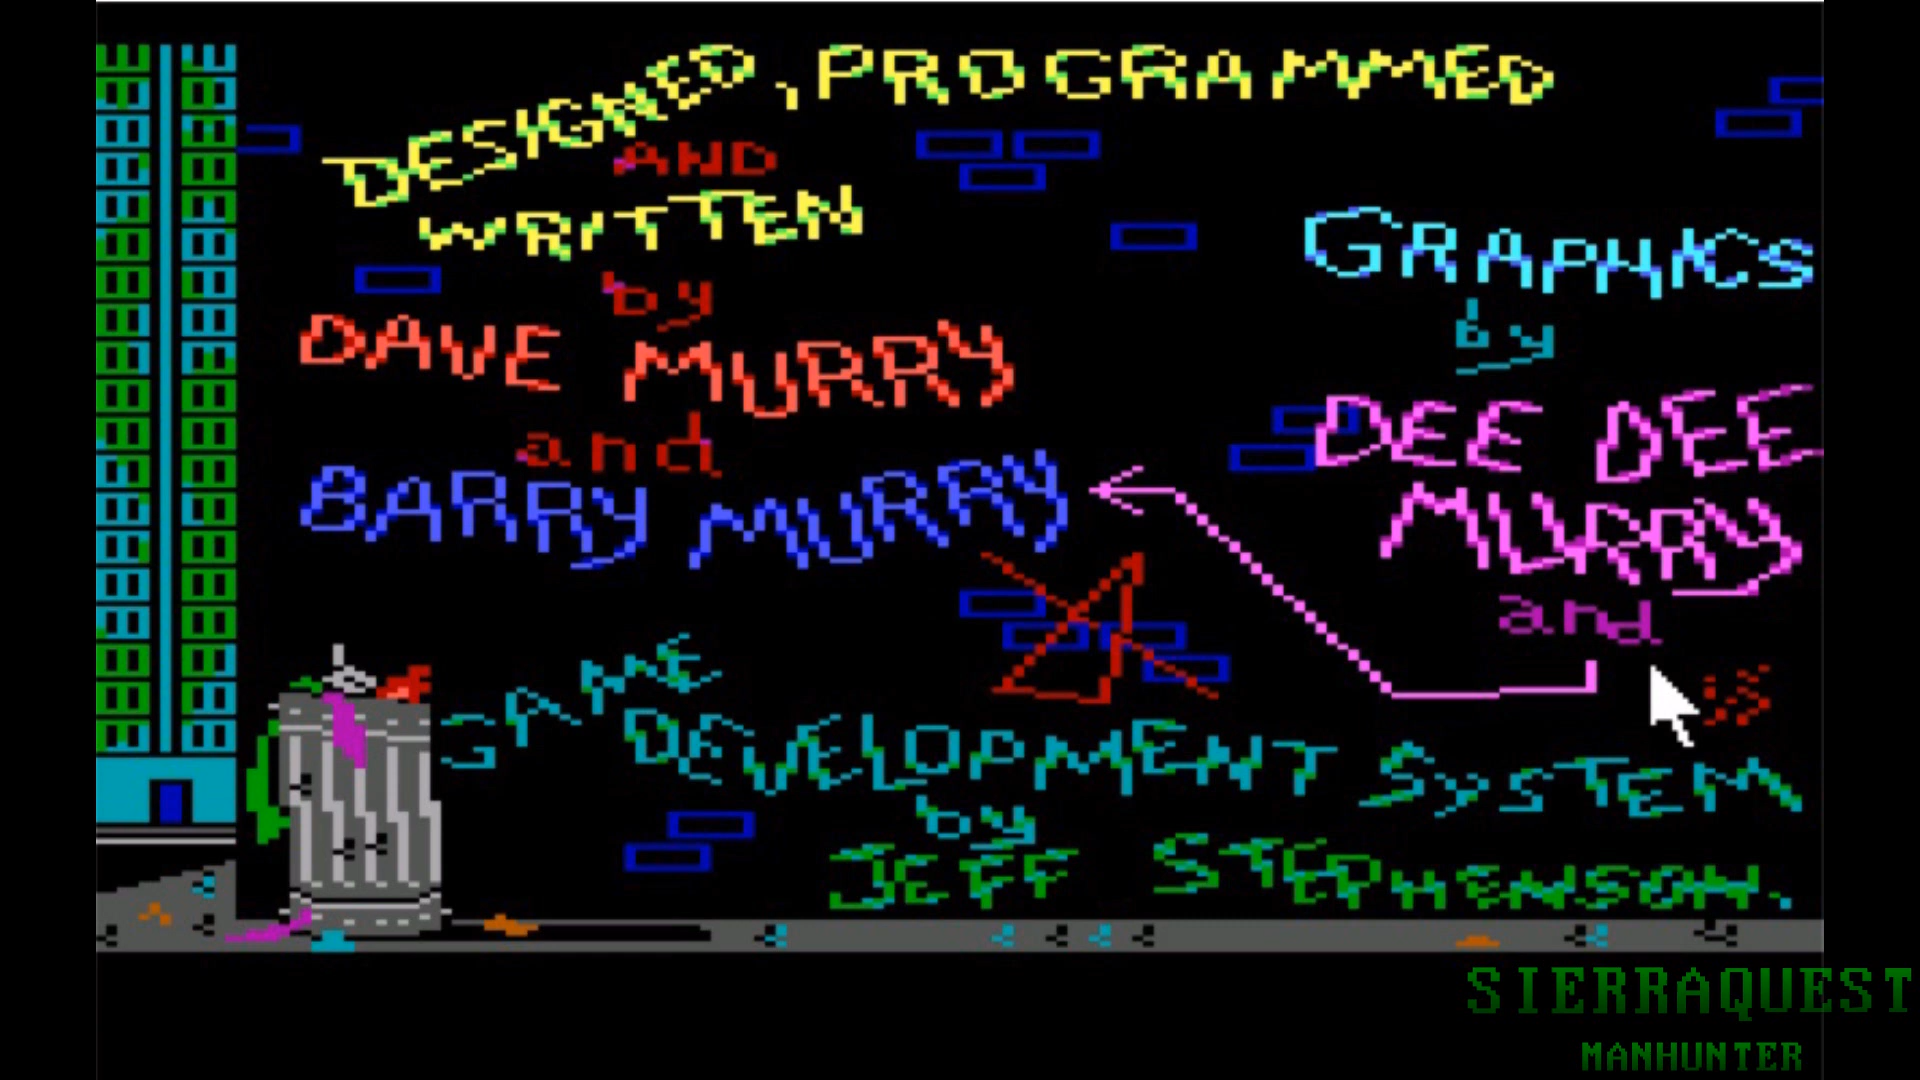 DESIGNED, PROGRAMMED
AND
WRITTEN
by
DAVE MURRY
and
BARRY MURRY
GRAPHICS
by
DEE DEE
MURRY
and
GAME
DEVELOPMENT SYSTEM
by
JEFF STEPHENSON.
SIERRAQUEST
MANHUNTER